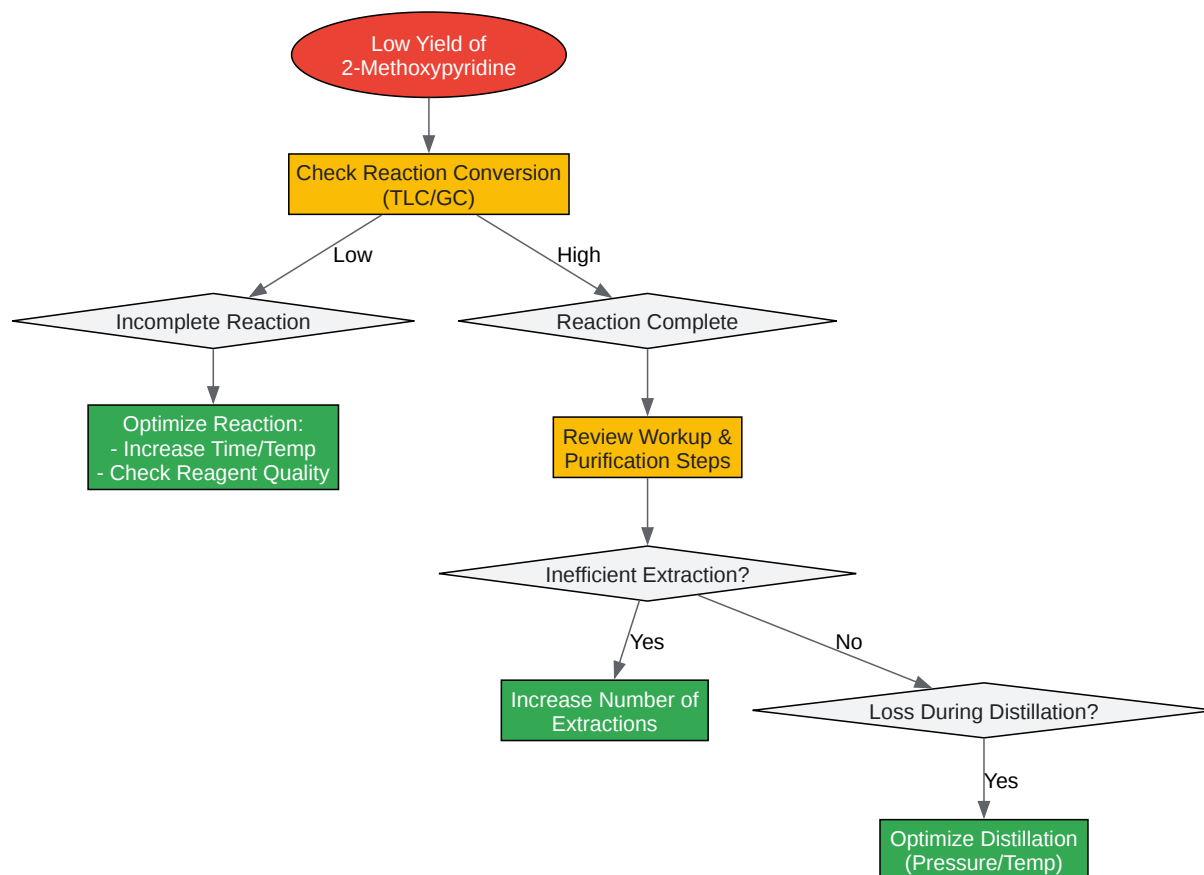 Low Yield of
2-Methoxypyridine
Check Reaction Conversion
(TLC/GC)
Low
High
Incomplete Reaction
Reaction Complete
Optimize Reaction:
- Increase Time/Temp
- Check Reagent Quality
Review Workup &
Purification Steps
Inefficient Extraction?
Yes
No
Increase Number of
Extractions
Loss During Distillation?
Yes
Optimize Distillation
(Pressure/Temp)